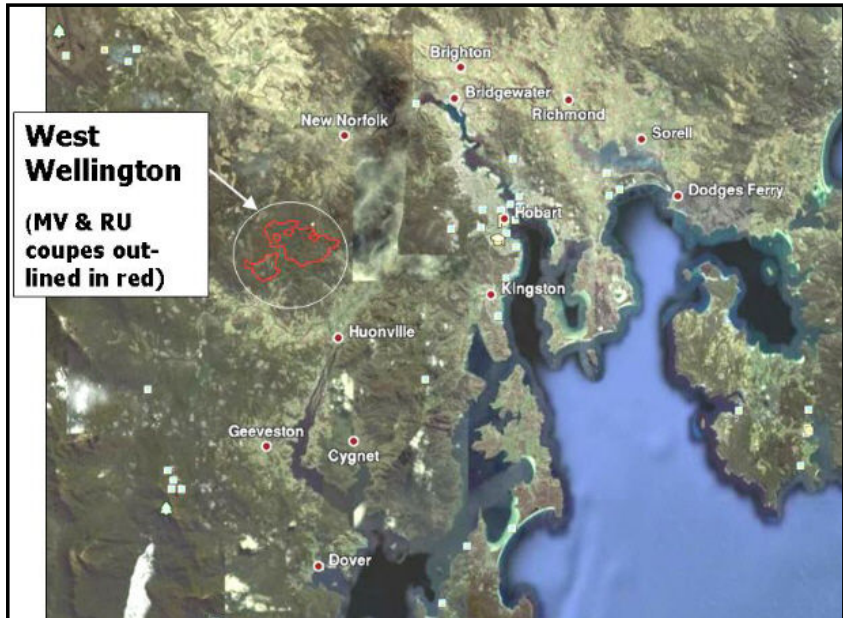 West
Wellington
(MV & RU
coupes out-
lined in red)
Brighton
Bridgewater
Richmond
New Norfolk
Sorell
Dodges Ferry
Hobart
Kingston
Huonville
Geeveston
Cygnet
Dover